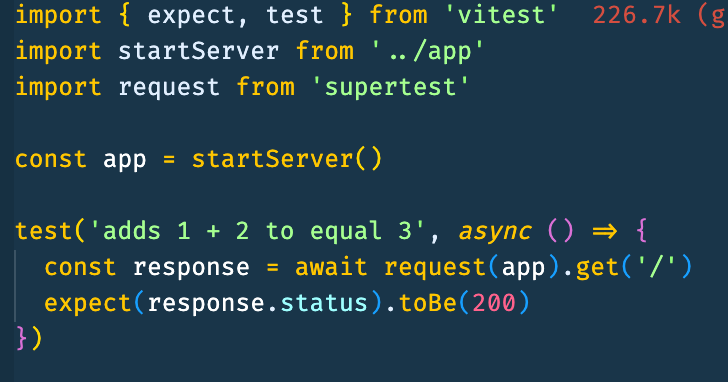 import { expect, test } from 'vitest' 226.7k (g
import startServer from '../app'
import request from 'supertest'
const app = startServer()
test('adds 1 + 2 to equal 3', async () => {
const response = await request(app).get('/')
expect(response.status).toBe(200)
})